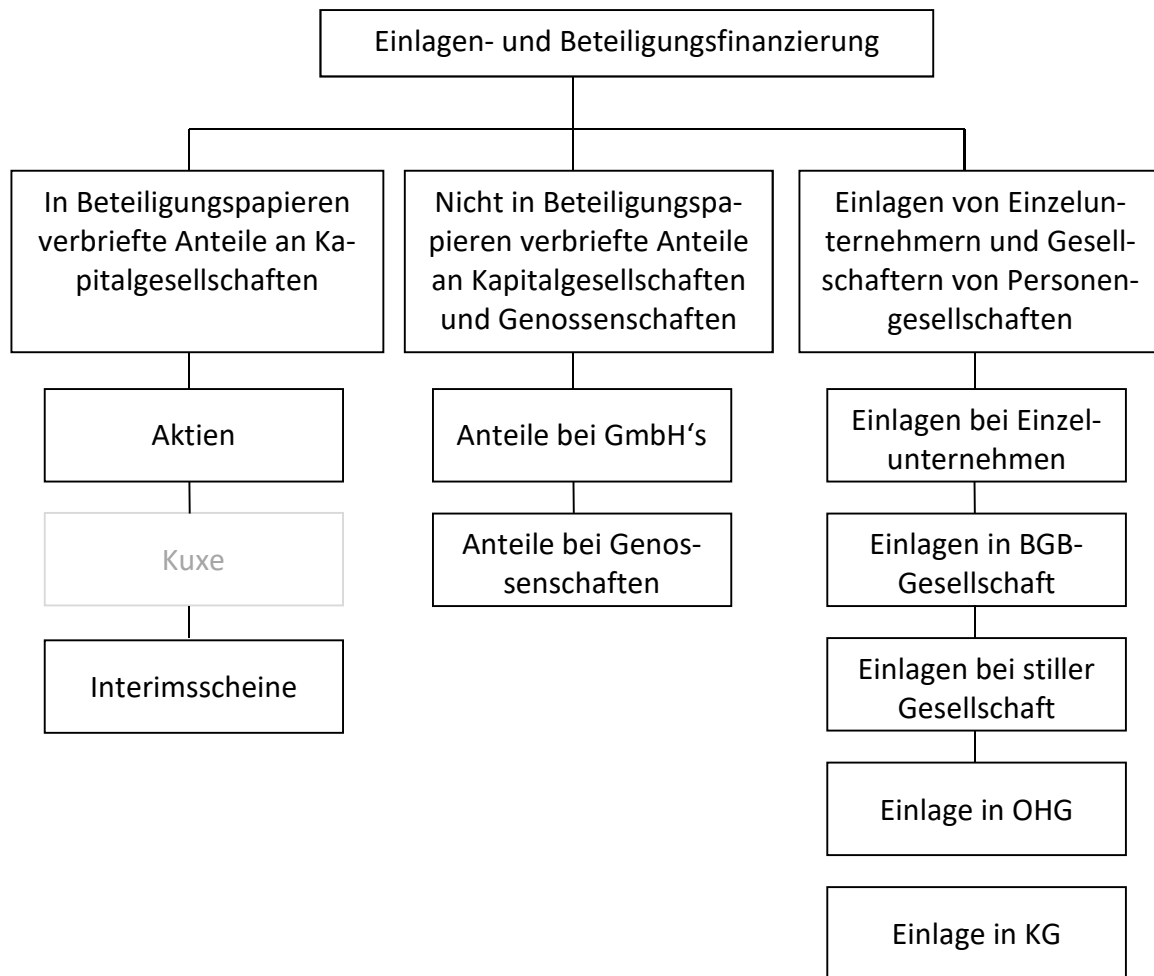 Einlagen- und Beteiligungsfinanzierung
In Beteiligungspapieren
verbriefte Anteile an Ka-
pitalgesellschaften
Nicht in Beteiligungspa-
pieren verbriefte Anteile
an Kapitalgesellschaften
und Genossenschaften
Einlagen von Einzelun-
ternehmern und Gesell-
schaftern von Personen-
gesellschaften
Aktien
Kuxe
Interimsscheine
Anteile bei GmbH‘s
Anteile bei Genos-
senschaften
Einlagen bei Einzel-
unternehmen
Einlagen in BGB-
Gesellschaft
Einlagen bei stiller
Gesellschaft
Einlage in OHG
Einlage in KG